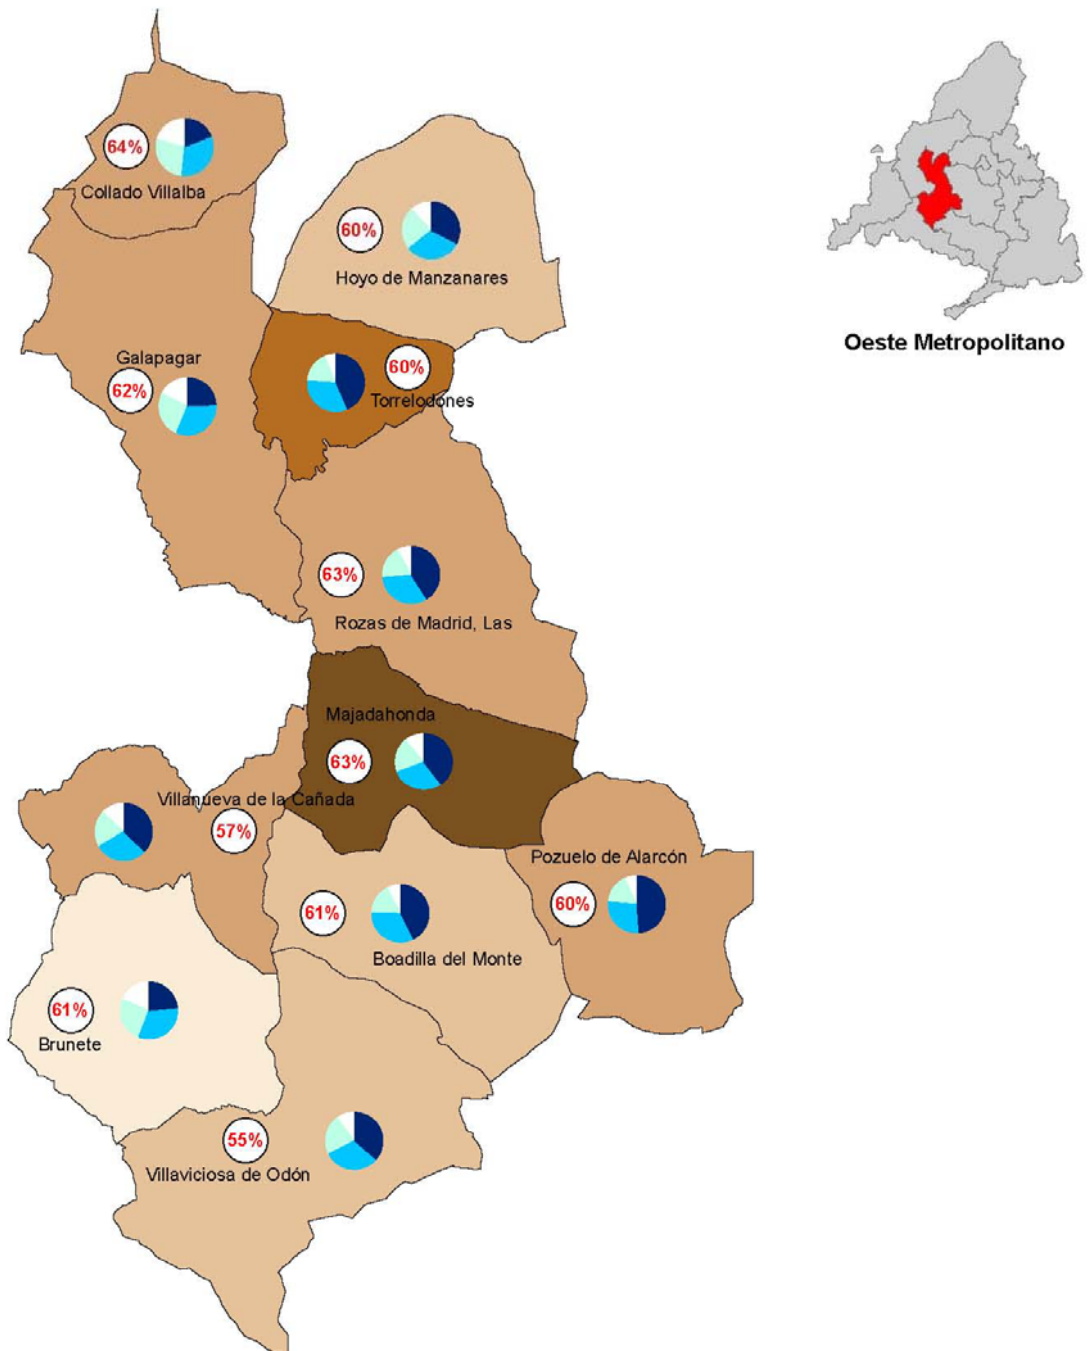 64%
Collado Villalba
60%
Hoyo de Manzanares
Oeste Metropolitano
Galapagar
62%
60%
Torrelodones
63%
Rozas de Madrid, Las
Majadahonda
63%
Villanueva de la Cañada
57%
Pozuelo de Alarcón
60%
61%
Boadilla del Monte
61%
Brunete
55%
Villaviciosa de Odón